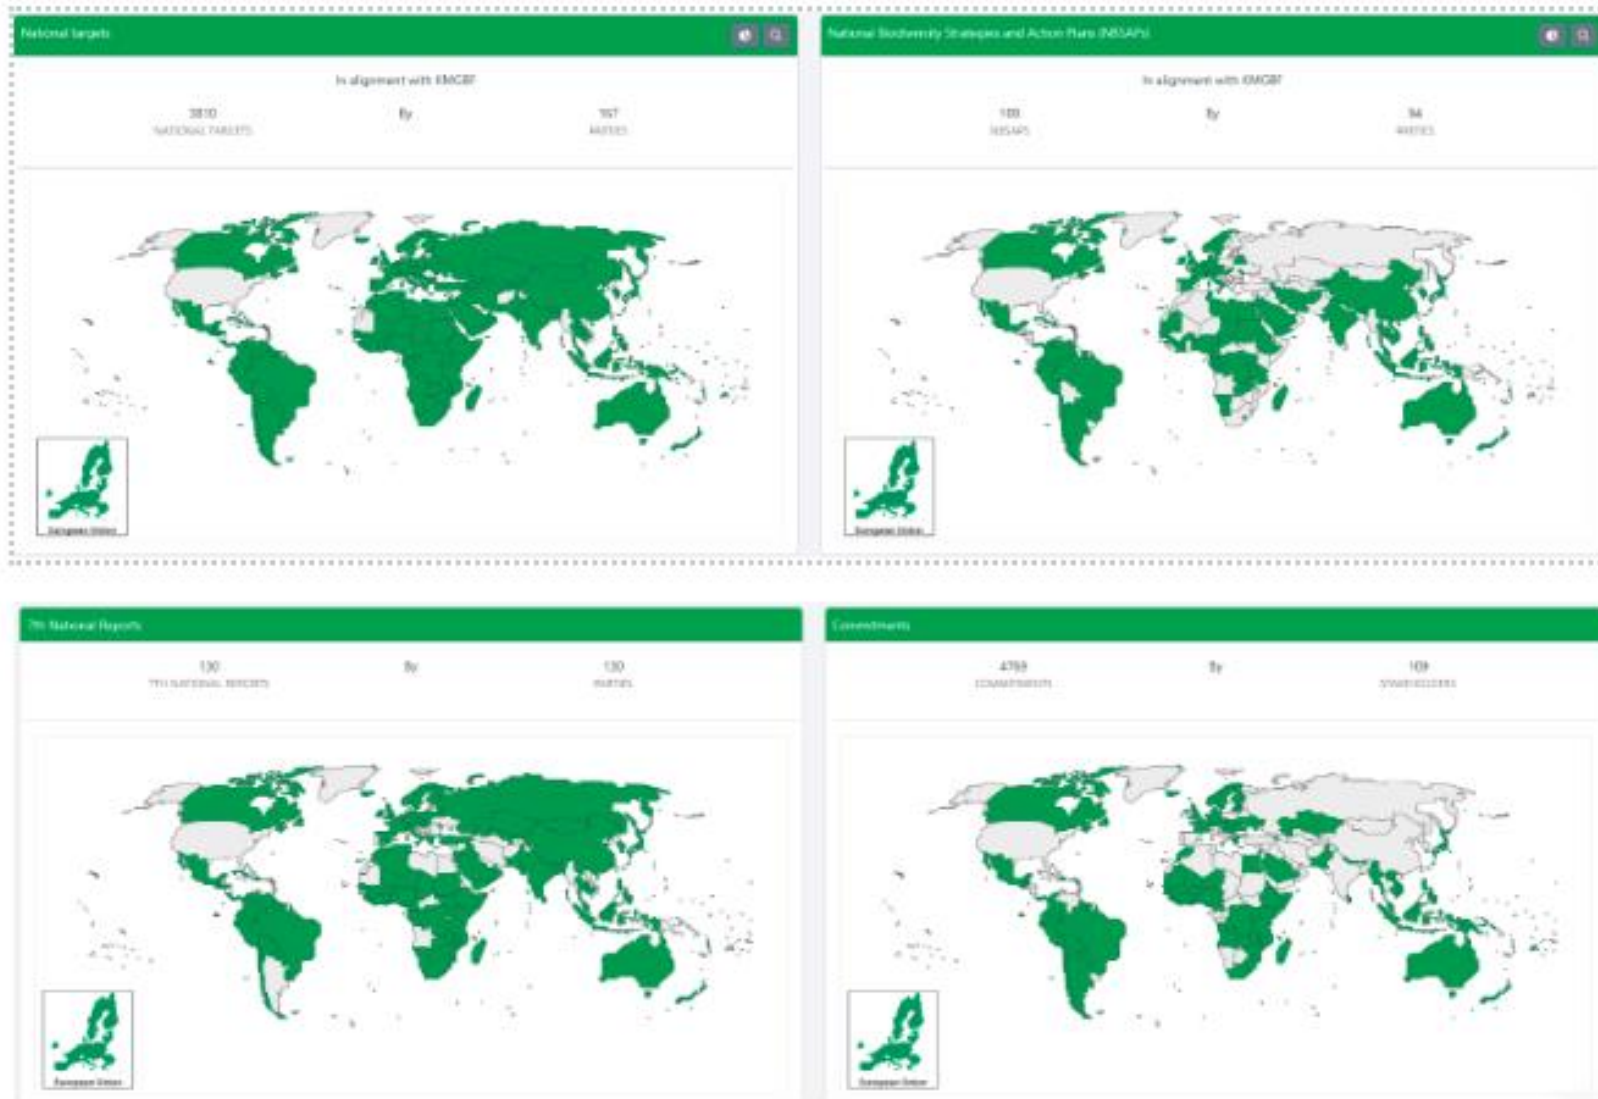 National targets
In alignment with KMGBF
3810 By 167
NATIONAL TARGETS PARTIES
European Union
National Biodiversity Strategies and Action Plans (NBSAPs)
In alignment with KMGBF
By
NBSAPS PARTIES
European Union
7th National Reports
130 By 130
7TH NATIONAL REPORTS PARTIES
European Union
Commitments
By 109
COMMITMENTS STAKEHOLDERS
European Union